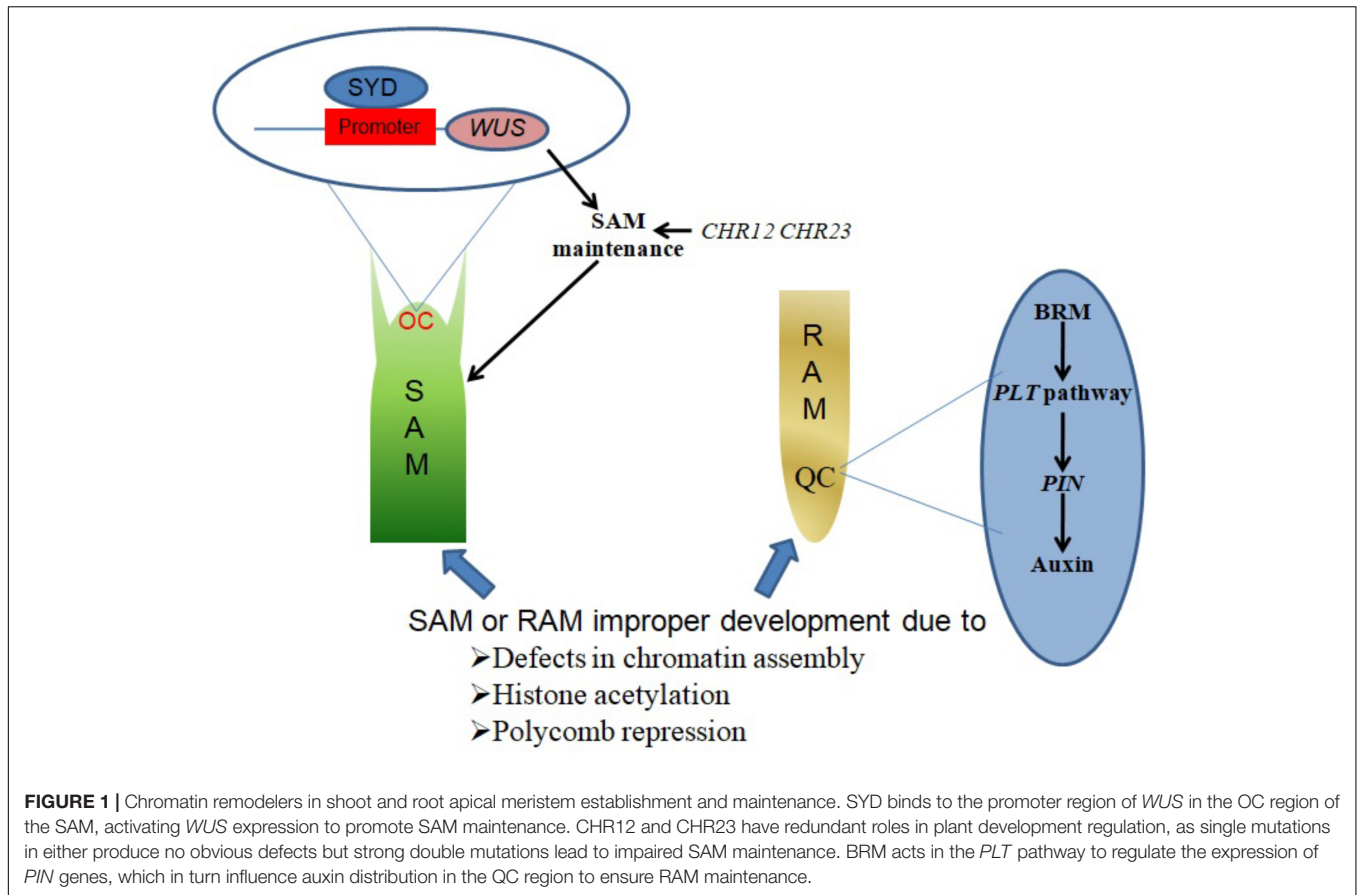 SYD
Promoter
WUS
SAM
maintenance
CHR12 CHR23
OC
S
A
M
R
A
M
QC
BRM
PLT pathway
PIN
Auxin
SAM or RAM improper development due to
➢Defects in chromatin assembly
➢Histone acetylation
➢Polycomb repression
FIGURE 1 | Chromatin remodelers in shoot and root apical meristem establishment and maintenance. SYD binds to the promoter region of WUS in the OC region of
the SAM, activating WUS expression to promote SAM maintenance. CHR12 and CHR23 have redundant roles in plant development regulation, as single mutations
in either produce no obvious defects but strong double mutations lead to impaired SAM maintenance. BRM acts in the PLT pathway to regulate the expression of
PIN genes, which in turn influence auxin distribution in the QC region to ensure RAM maintenance.